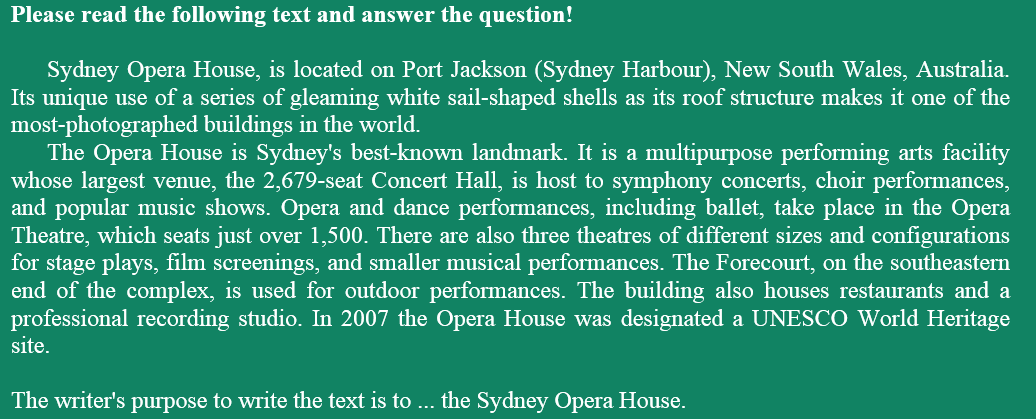 Please read the following text and answer the question!
Sydney Opera House, is located on Port Jackson (Sydney Harbour), New South Wales, Australia.
Its unique use of a series of gleaming white sail-shaped shells as its roof structure makes it one of the
most-photographed buildings in the world.
The Opera House is Sydney's best-known landmark. It is a multipurpose performing arts facility
whose largest venue, the 2,679-seat Concert Hall, is host to symphony concerts, choir performances,
and popular music shows. Opera and dance performances, including ballet, take place in the Opera
Theatre, which seats just over 1,500. There are also three theatres of different sizes and configurations
for stage plays, film screenings, and smaller musical performances. The Forecourt, on the southeastern
end of the complex, is used for outdoor performances. The building also houses restaurants and a
professional recording studio. In 2007 the Opera House was designated a UNESCO World Heritage
site.
The writer's purpose to write the text is to ... the Sydney Opera House.